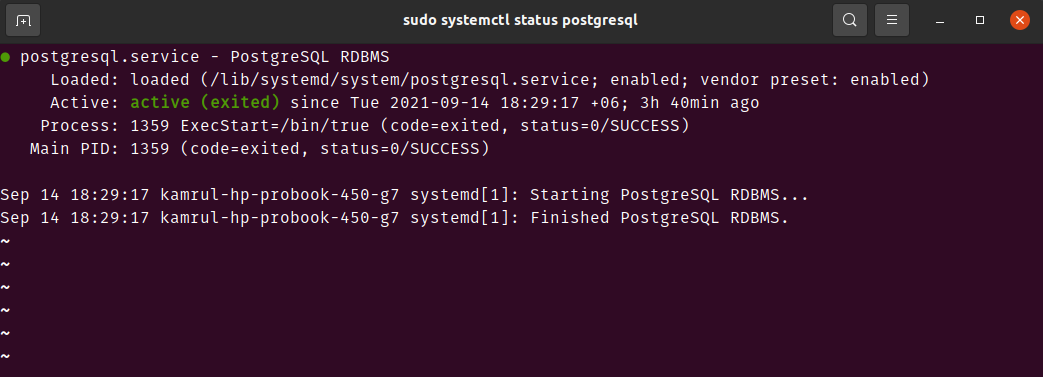 sudo systemctl status postgresql
● postgresql.service - PostgreSQL RDBMS
     Loaded: loaded (/lib/systemd/system/postgresql.service; enabled; vendor preset: enabled)
     Active: active (exited) since Tue 2021-09-14 18:29:17 +06; 3h 40min ago
    Process: 1359 ExecStart=/bin/true (code=exited, status=0/SUCCESS)
   Main PID: 1359 (code=exited, status=0/SUCCESS)

Sep 14 18:29:17 kamrul-hp-probook-450-g7 systemd[1]: Starting PostgreSQL RDBMS...
Sep 14 18:29:17 kamrul-hp-probook-450-g7 systemd[1]: Finished PostgreSQL RDBMS.
~
~
~
~
~
~